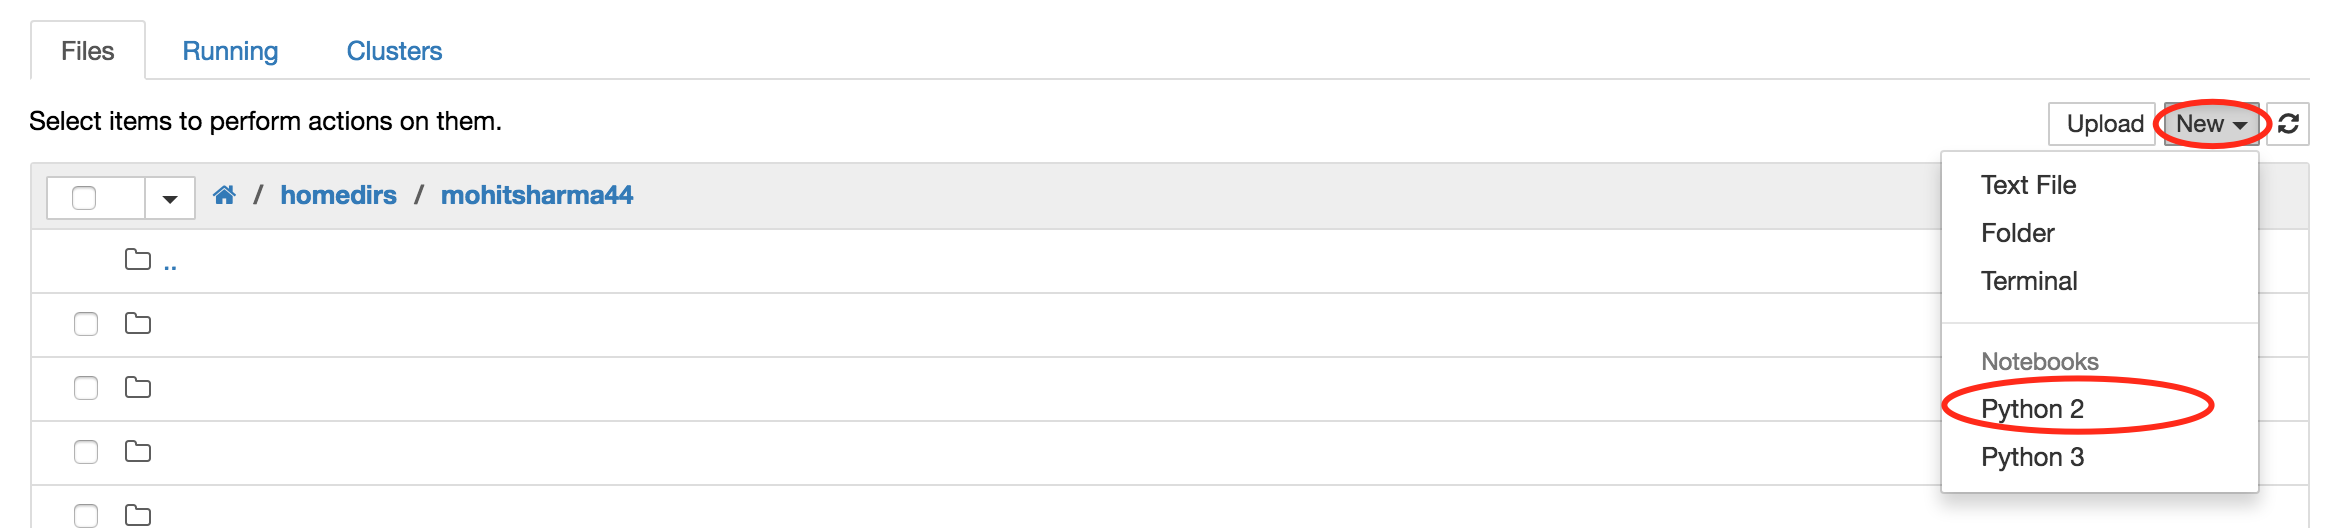 Files Running Clusters
Select items to perform actions on them.
Upload New
/ homedirs / mohitsharma44
..
Text File
Folder
Terminal
Notebooks
Python 2
Python 3